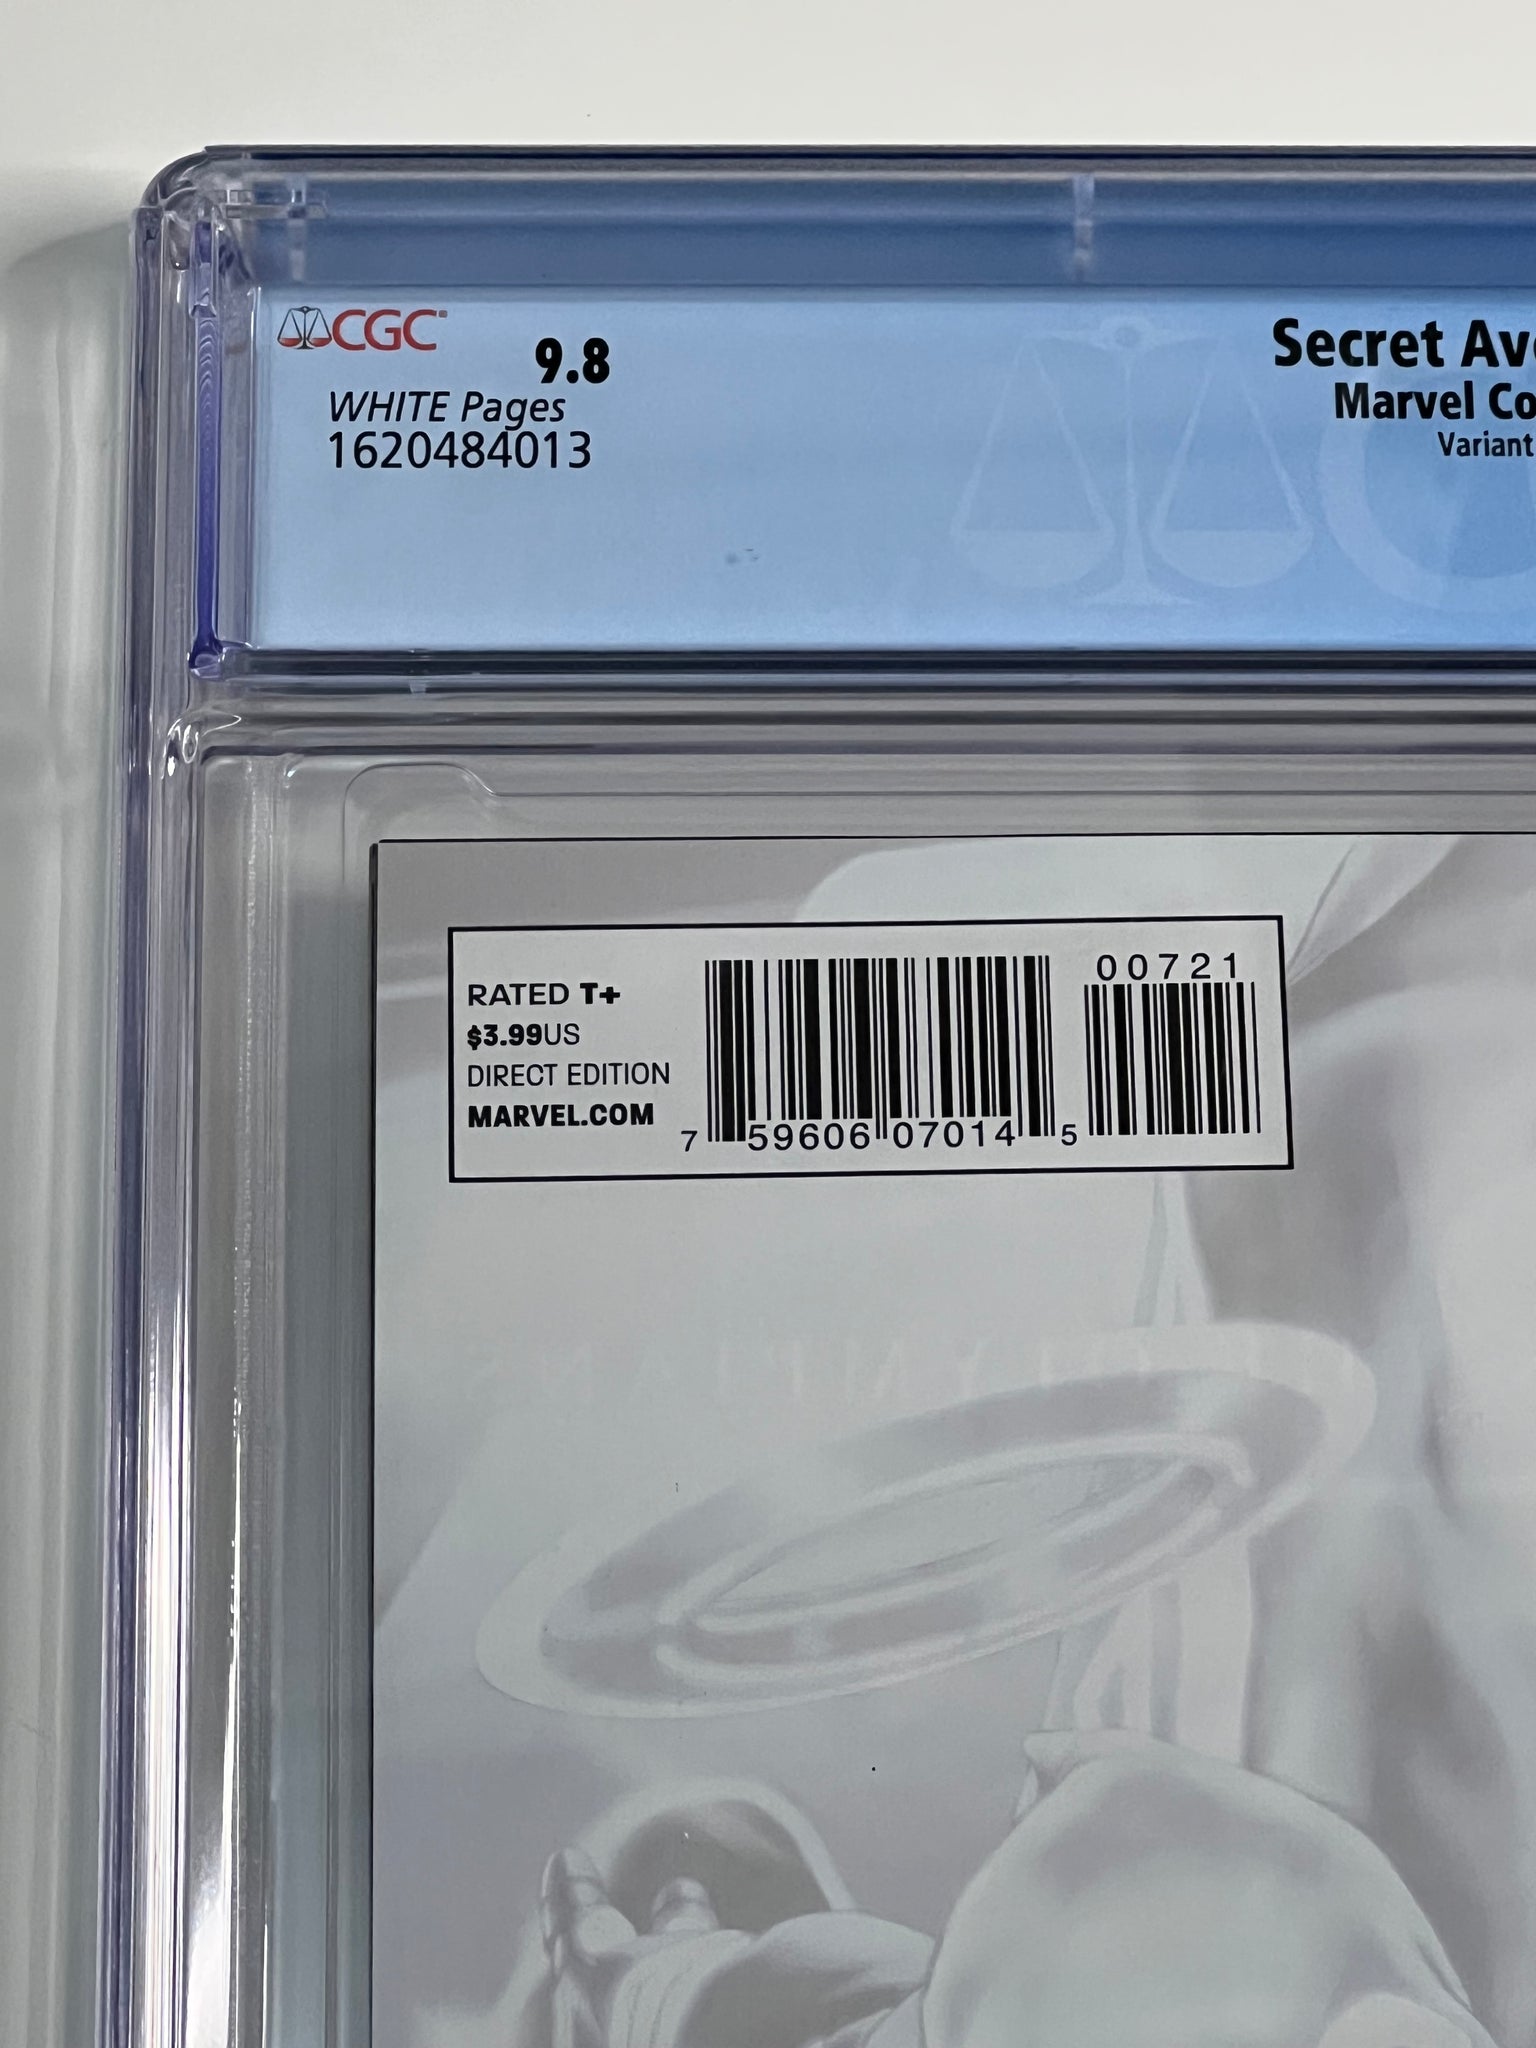 CGC
9.8
WHITE Pages
1620484013
Secret Av
Marvel Co
Variant
RATED T+
$3.99US
DIRECT EDITION
MARVEL.COM
00721
7 59606 07014 5